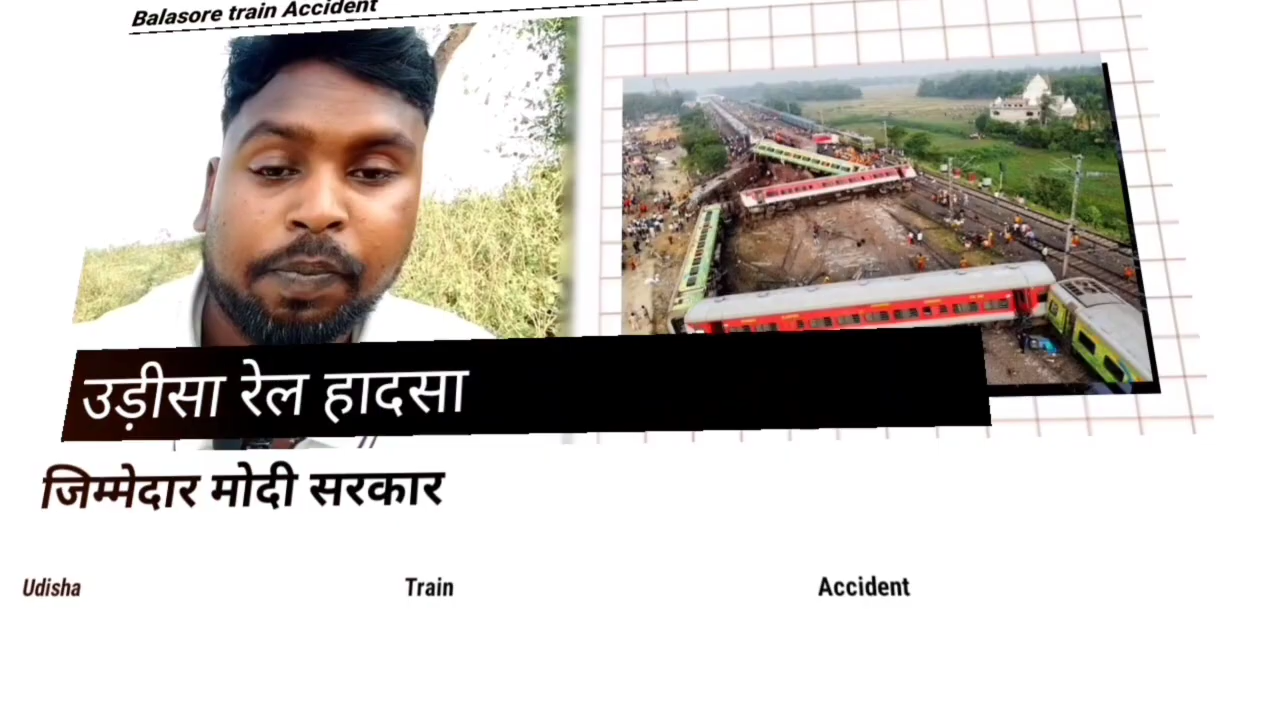 Balasore train Accident
उड़ीसा रेल हादसा
जिम्मेदार मोदी सरकार
Udisha Train Accident